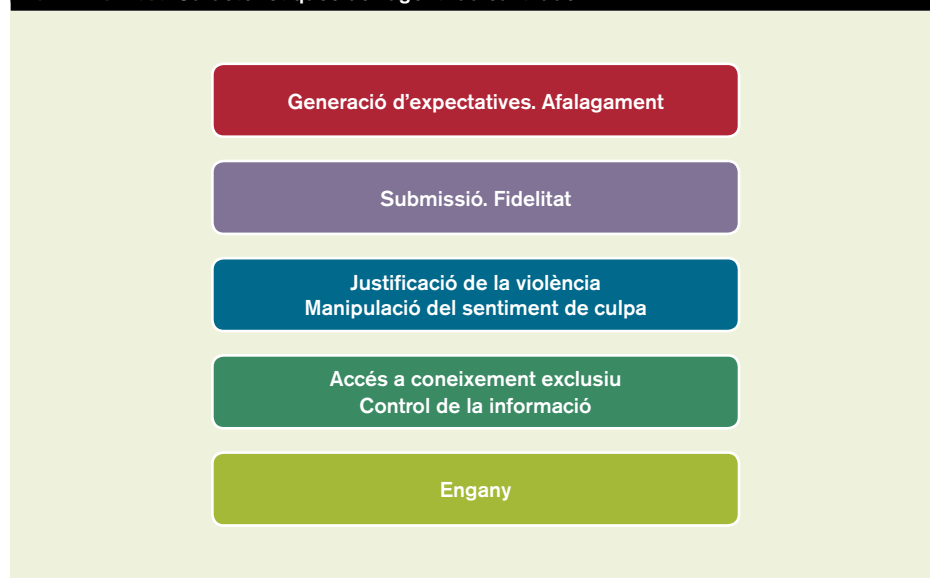 Generació d’expectatives. Afalagament
Submissió. Fidelitat
Justificació de la violència
Manipulació del sentiment de culpa
Accés a coneixement exclusiu
Control de la informació
Engany